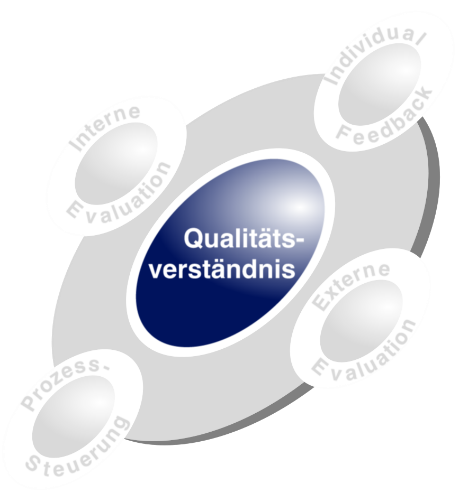 Individual
Feedback
Interne
Evaluation
Qualitäts-
verständnis
Externe
Evaluation
Prozess-
Steuerung